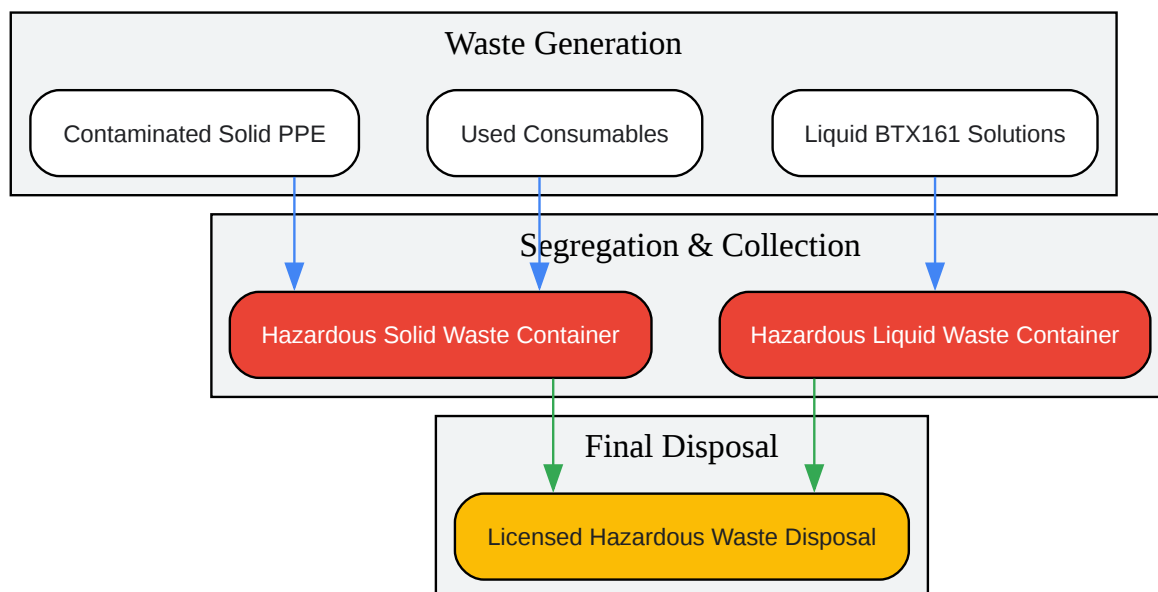 Waste Generation
Contaminated Solid PPE
Used Consumables
Liquid BTX161 Solutions
Segregation & Collection
Hazardous Solid Waste Container
Hazardous Liquid Waste Container
Final Disposal
Licensed Hazardous Waste Disposal